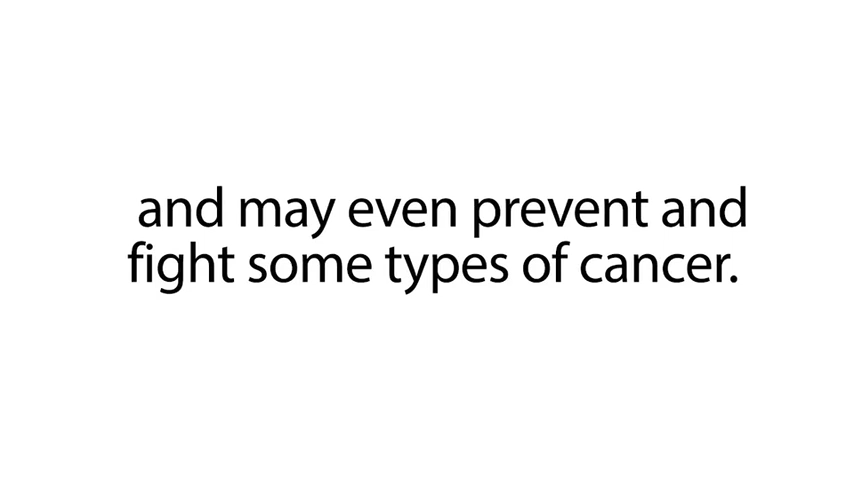 and may even prevent and
fight some types of cancer.